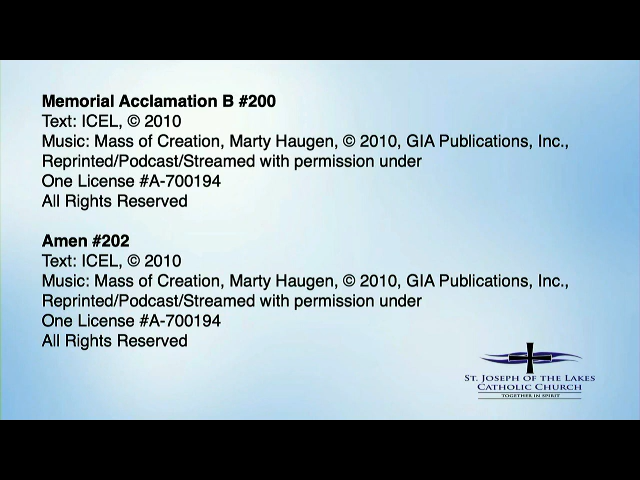 Memorial Acclamation B #200
Text: ICEL, © 2010
Music: Mass of Creation, Marty Haugen, © 2010, GIA Publications, Inc.,
Reprinted/Podcast/Streamed with permission under
One License #A-700194
All Rights Reserved
Amen #202
Text: ICEL, © 2010
Music: Mass of Creation, Marty Haugen, © 2010, GIA Publications, Inc.,
Reprinted/Podcast/Streamed with permission under
One License #A-700194
All Rights Reserved
St. Joseph of the Lakes
Catholic Church
Together in Spirit